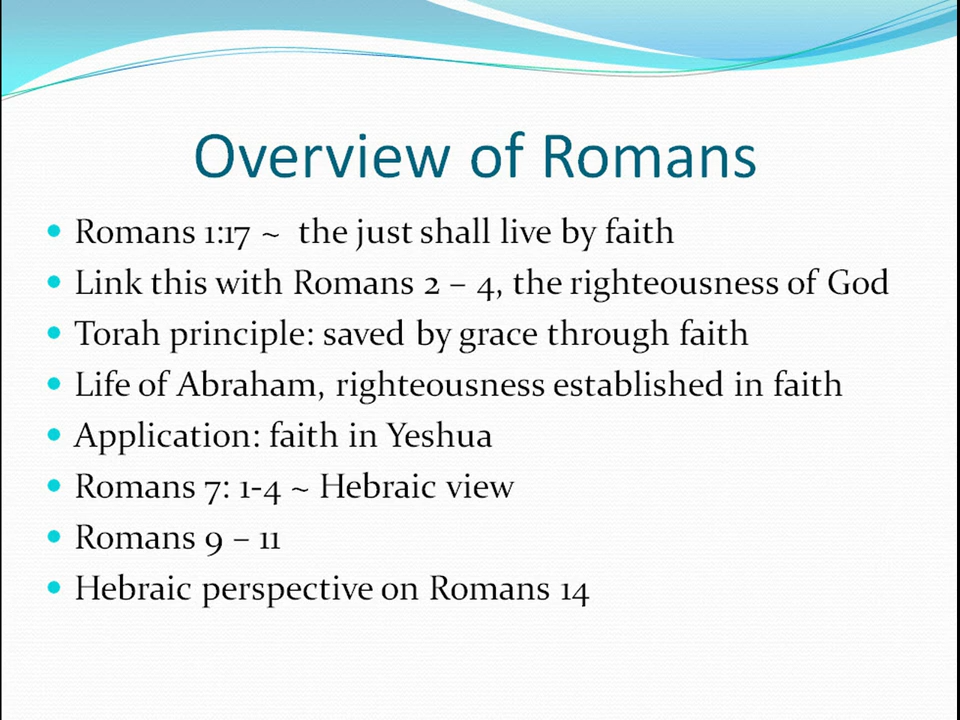 Overview of Romans
• Romans 1:17 ~ the just shall live by faith
• Link this with Romans 2 – 4, the righteousness of God
• Torah principle: saved by grace through faith
• Life of Abraham, righteousness established in faith
• Application: faith in Yeshua
• Romans 7: 1-4 ~ Hebraic view
• Romans 9 – 11
• Hebraic perspective on Romans 14